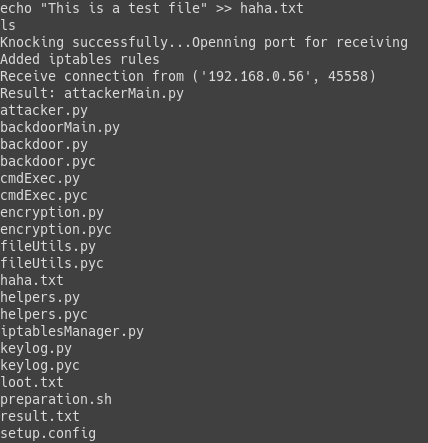 echo "This is a test file" >> haha.txt
ls
Knocking successfully...Openning port for receiving
Added iptables rules
Receive connection from ('192.168.0.56', 45558)
Result: attackerMain.py
attacker.py
backdoorMain.py
backdoor.py
backdoor.pyc
cmdExec.py
cmdExec.pyc
encryption.py
encryption.pyc
fileUtils.py
fileUtils.pyc
haha.txt
helpers.py
helpers.pyc
iptablesManager.py
keylog.py
keylog.pyc
loot.txt
preparation.sh
result.txt
setup.config